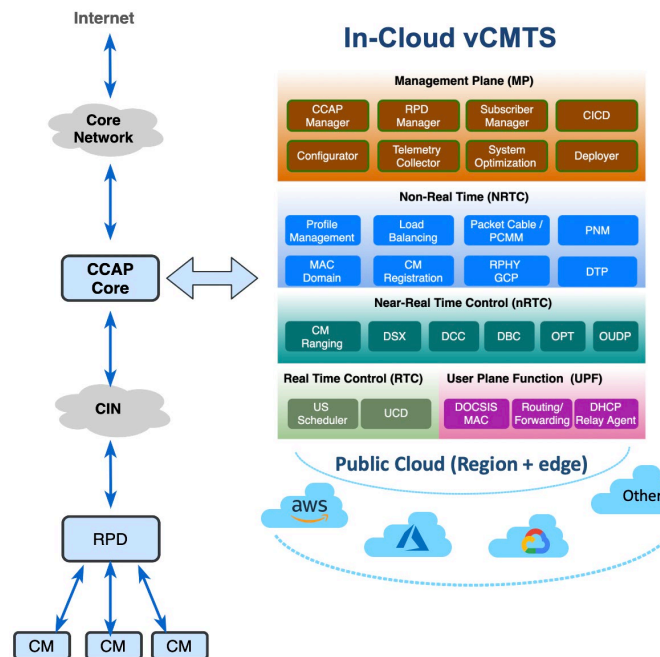 Internet
Core
Network
CCAP
Core
CIN
RPD
CM
CM
CM
In-Cloud vCMTS
Management Plane (MP)
CCAP
Manager
RPD
Manager
Subscriber
Manager
CICD
Configurator
Telemetry
Collector
System
Optimization
Deployer
Non-Real Time (NRTC)
Profile
Management
Load
Balancing
Packet Cable /
PCMM
PNM
MAC
Domain
CM
Registration
RPHY
GCP
DTP
Near-Real Time Control (nRTC)
CM
Ranging
DSX
DCC
DBC
OPT
OUDP
Real Time Control (RTC)
US
Scheduler
UCD
User Plane Function (UPF)
DOCSIS
MAC
Routing/
Forwarding
DHCP
Relay Agent
Public Cloud (Region + edge)
aws
Other